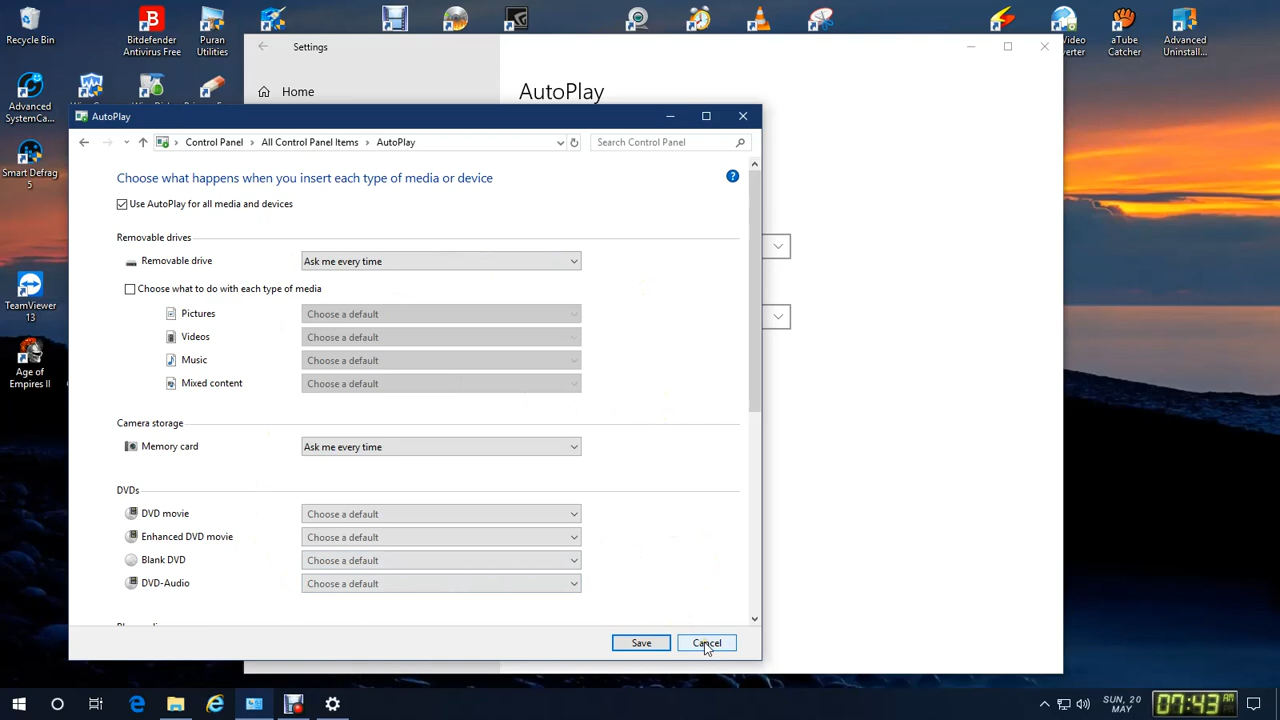 Recycle Bin
Bitdefender
Antivirus Free
Puran
Utilities
Video
erter
aTube
Catcher
Advanced
Uninstall...
Settings
Home
AutoPlay
Advanced
SystemCa...
Smart Defrag
5
TeamViewer
13
Age of
Empires II
AutoPlay
Control Panel
All Control Panel Items
AutoPlay
Search Control Panel
Choose what happens when you insert each type of media or device
Use AutoPlay for all media and devices
Removable drives
Removable drive
Ask me every time
Choose what to do with each type of media
Pictures
Choose a default
Videos
Choose a default
Music
Choose a default
Mixed content
Choose a default
Camera storage
Memory card
Ask me every time
DVDs
DVD movie
Choose a default
Enhanced DVD movie
Choose a default
Blank DVD
Choose a default
DVD-Audio
Choose a default
Save
Cancel
SUN, 20
MAY
07:43 AM